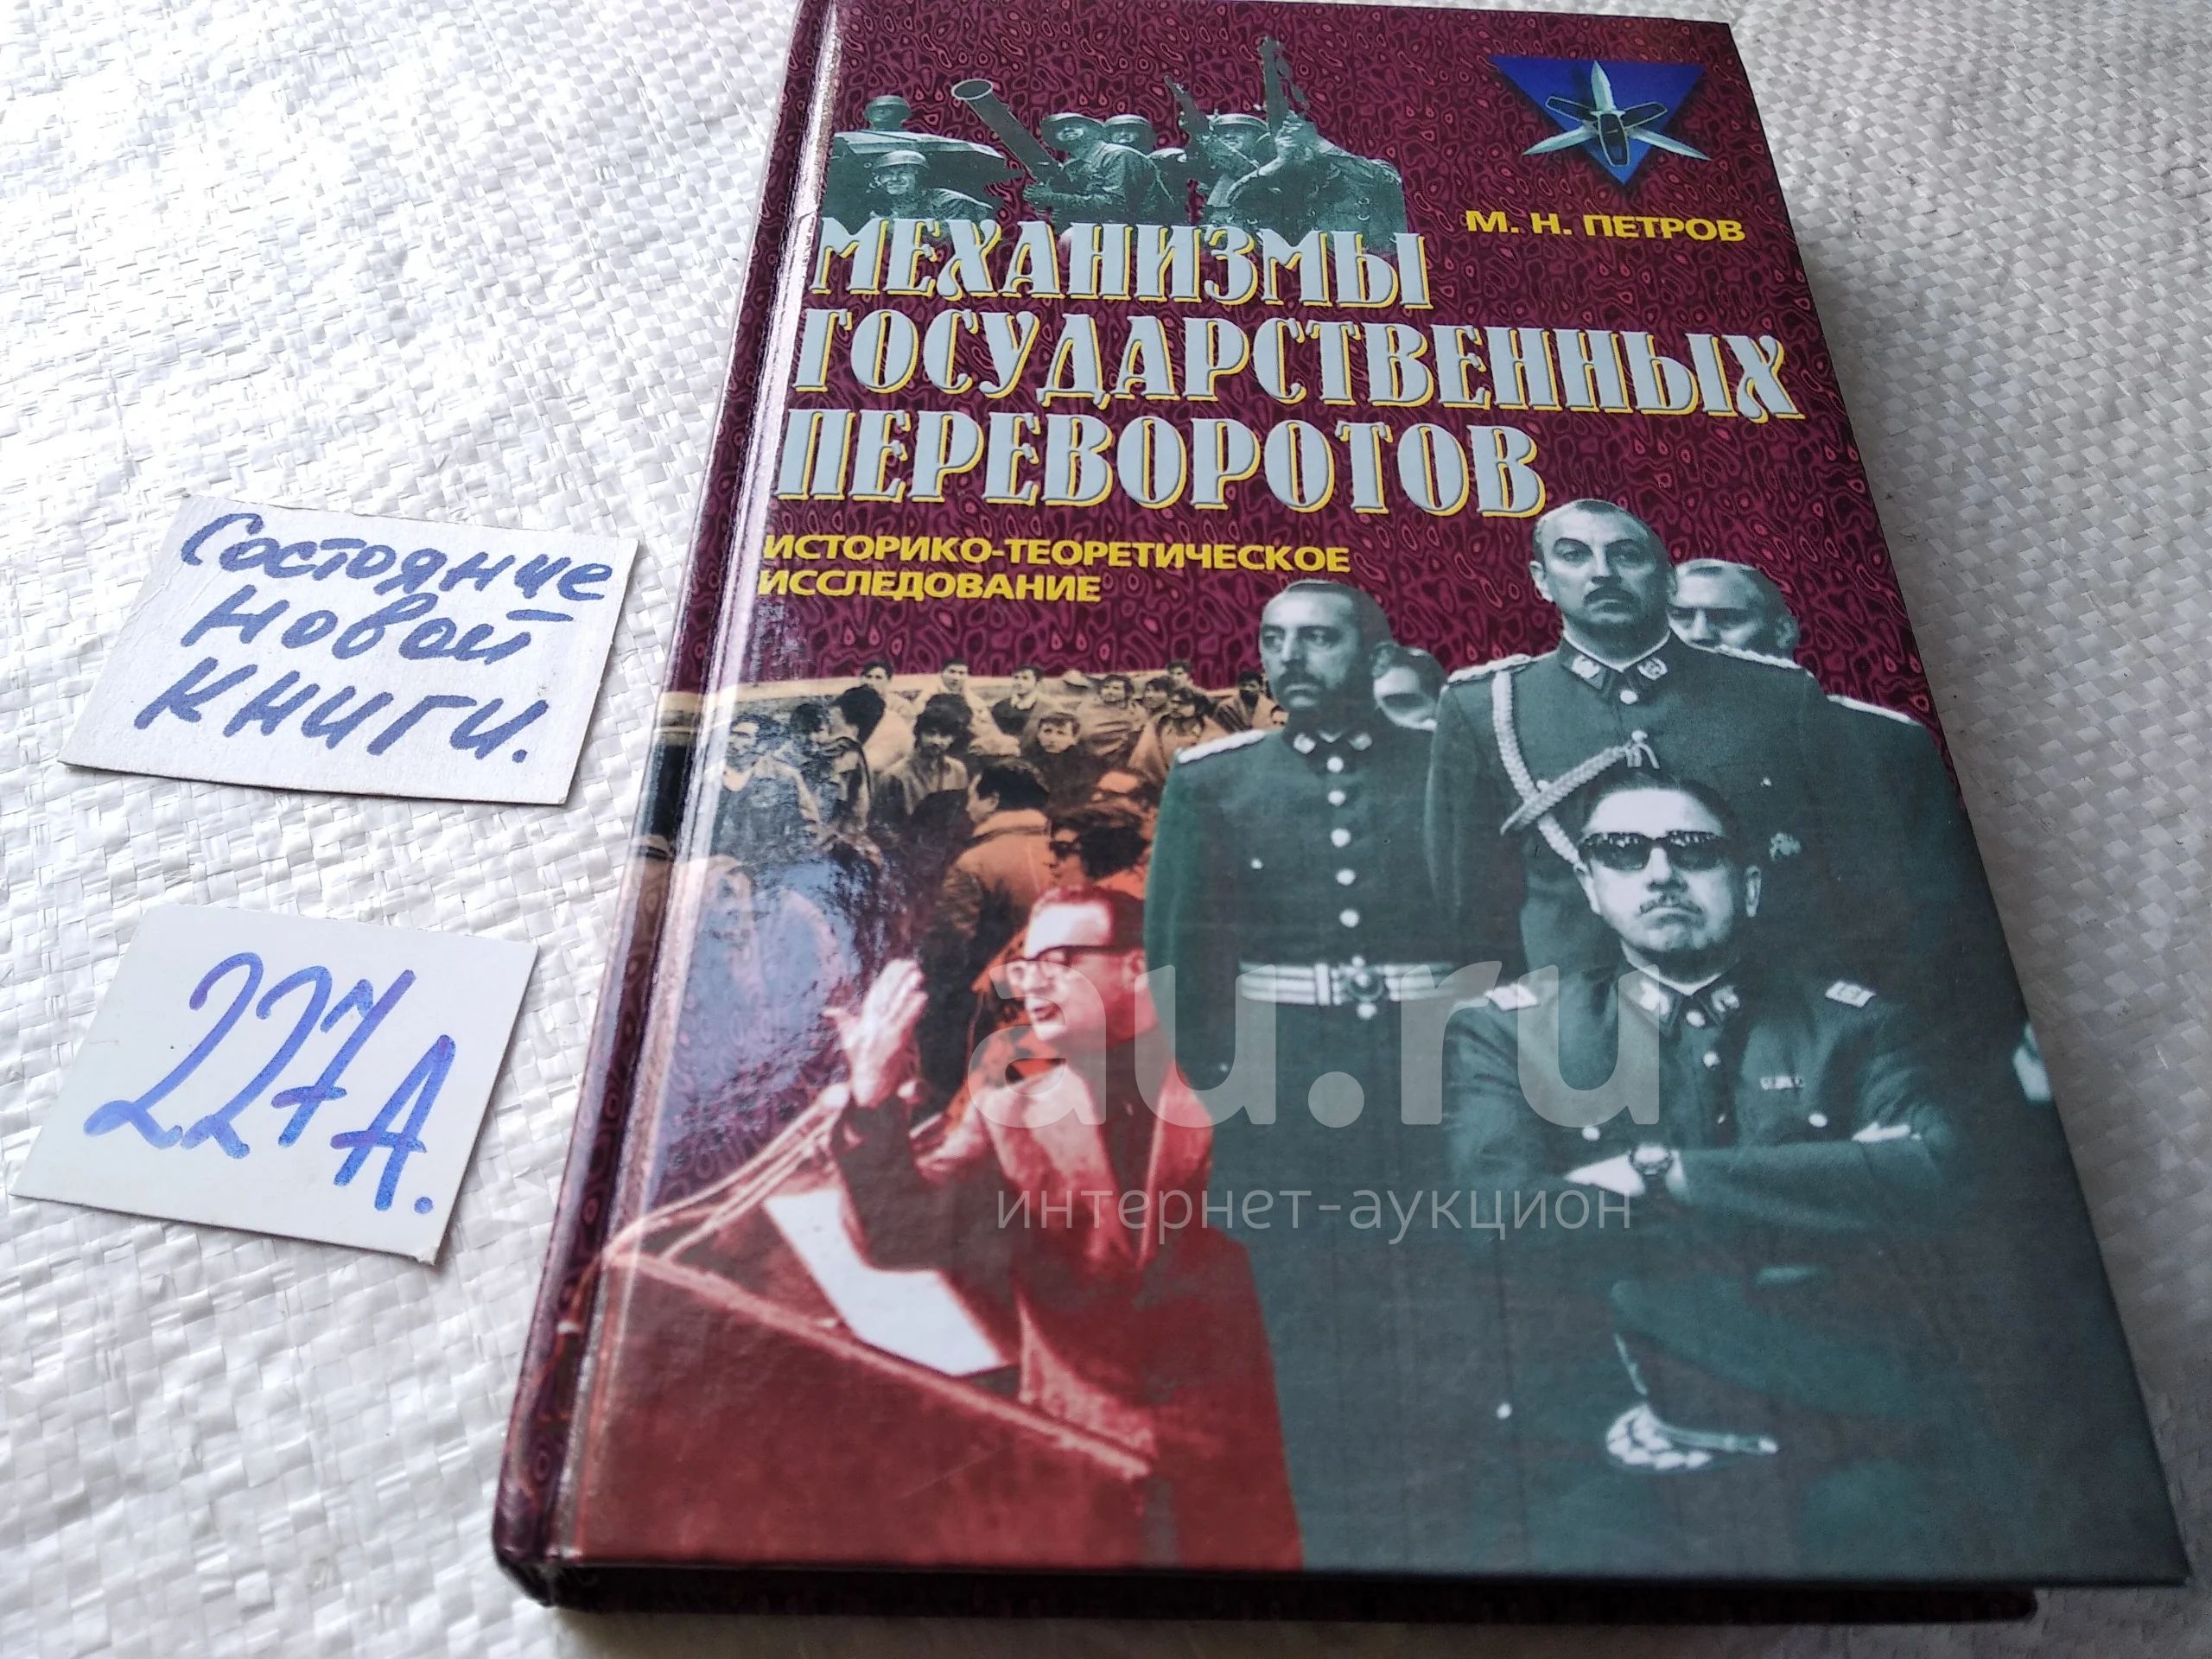 М. Н. ПЕТРОВ
МЕХАНИЗМЫ
ГОСУДАРСТВЕННЫХ
ПЕРЕВОРОТОВ
ИСТОРИКО-ТЕОРЕТИЧЕСКОЕ
ИССЛЕДОВАНИЕ
Состояние
новой
книги.
227А.
au.ru
интернет-аукцион